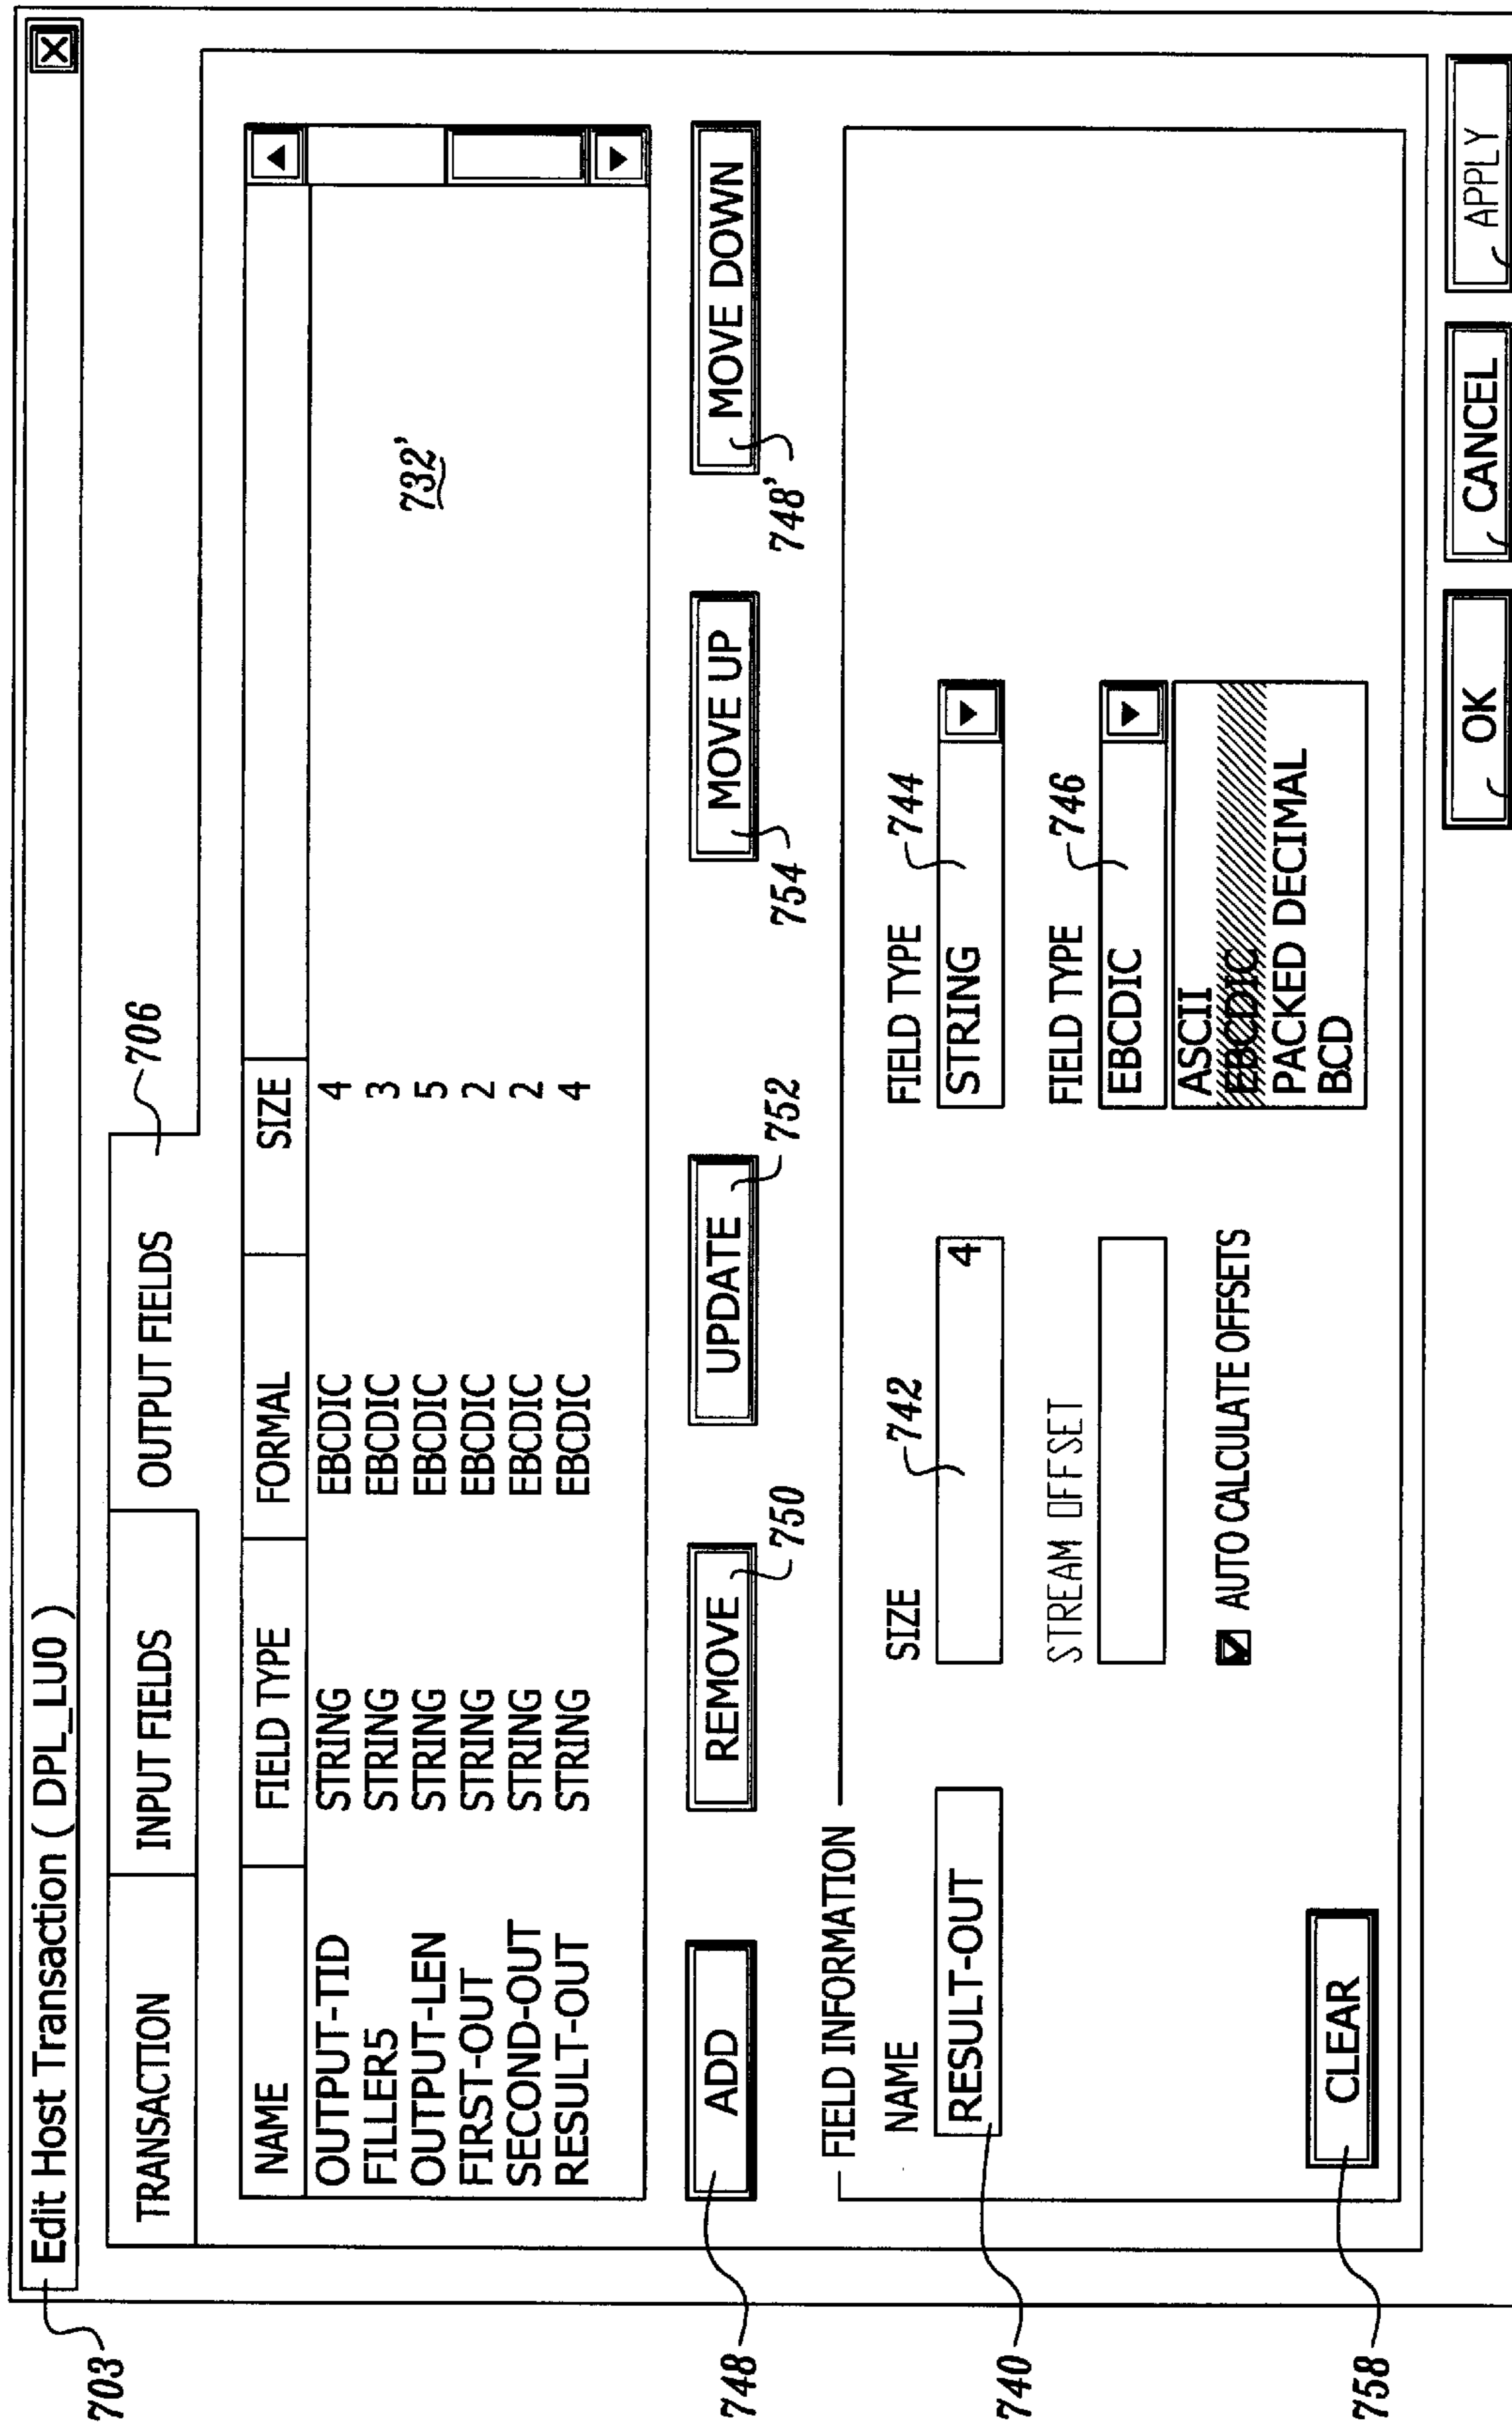 703
Edit Host Transaction ( DPL_LU0 )
X
TRANSACTION INPUT FIELDS OUTPUT FIELDS
706
NAME FIELD TYPE FORMAL SIZE
OUTPUT-TID STRING EBCDIC 4
FILLER5 STRING EBCDIC 3
OUTPUT-LEN STRING EBCDIC 5
FIRST-OUT STRING EBCDIC 2
SECOND-OUT STRING EBCDIC 2
RESULT-OUT STRING EBCDIC 4
732'
ADD REMOVE UPDATE MOVE UP MOVE DOWN
748 750 752 754 748'
FIELD INFORMATION
NAME SIZE 742 FIELD TYPE 744
RESULT-OUT 4 STRING
740
STREAM OFFSET FIELD TYPE 746
EBCDIC
ASCII
EBCDIC
PACKED DECIMAL
BCD
AUTO CALCULATE OFFSETS
CLEAR
758
OK CANCEL APPLY